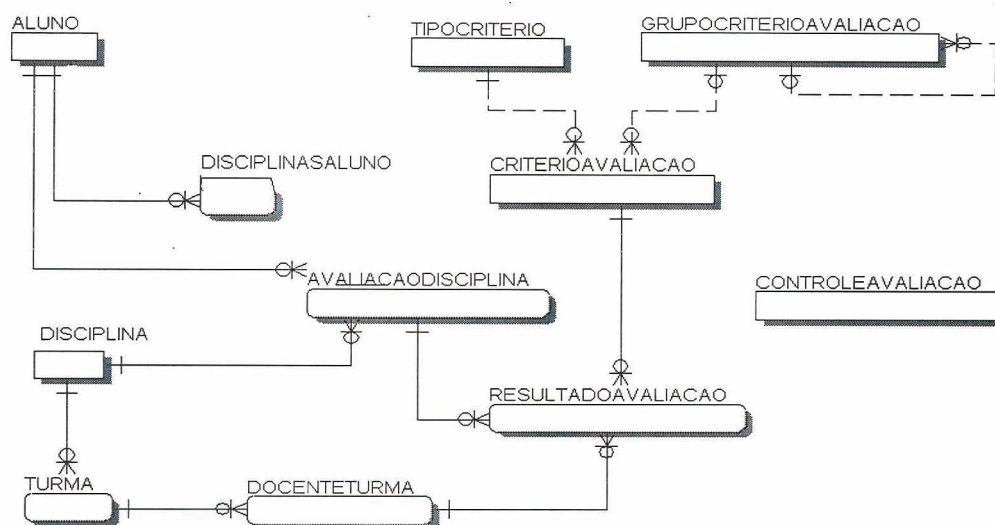 ALUNO
TIPOCRITERIO
GRUPOCRITERIOAVALIACAO
DISCIPLINASALUNO
CRITERIOAVALIACAO
AVALIACAODISCIPLINA
CONTROLEAVALIACAO
DISCIPLINA
RESULTADOAVALIACAO
TURMA
DOCENTETURMA